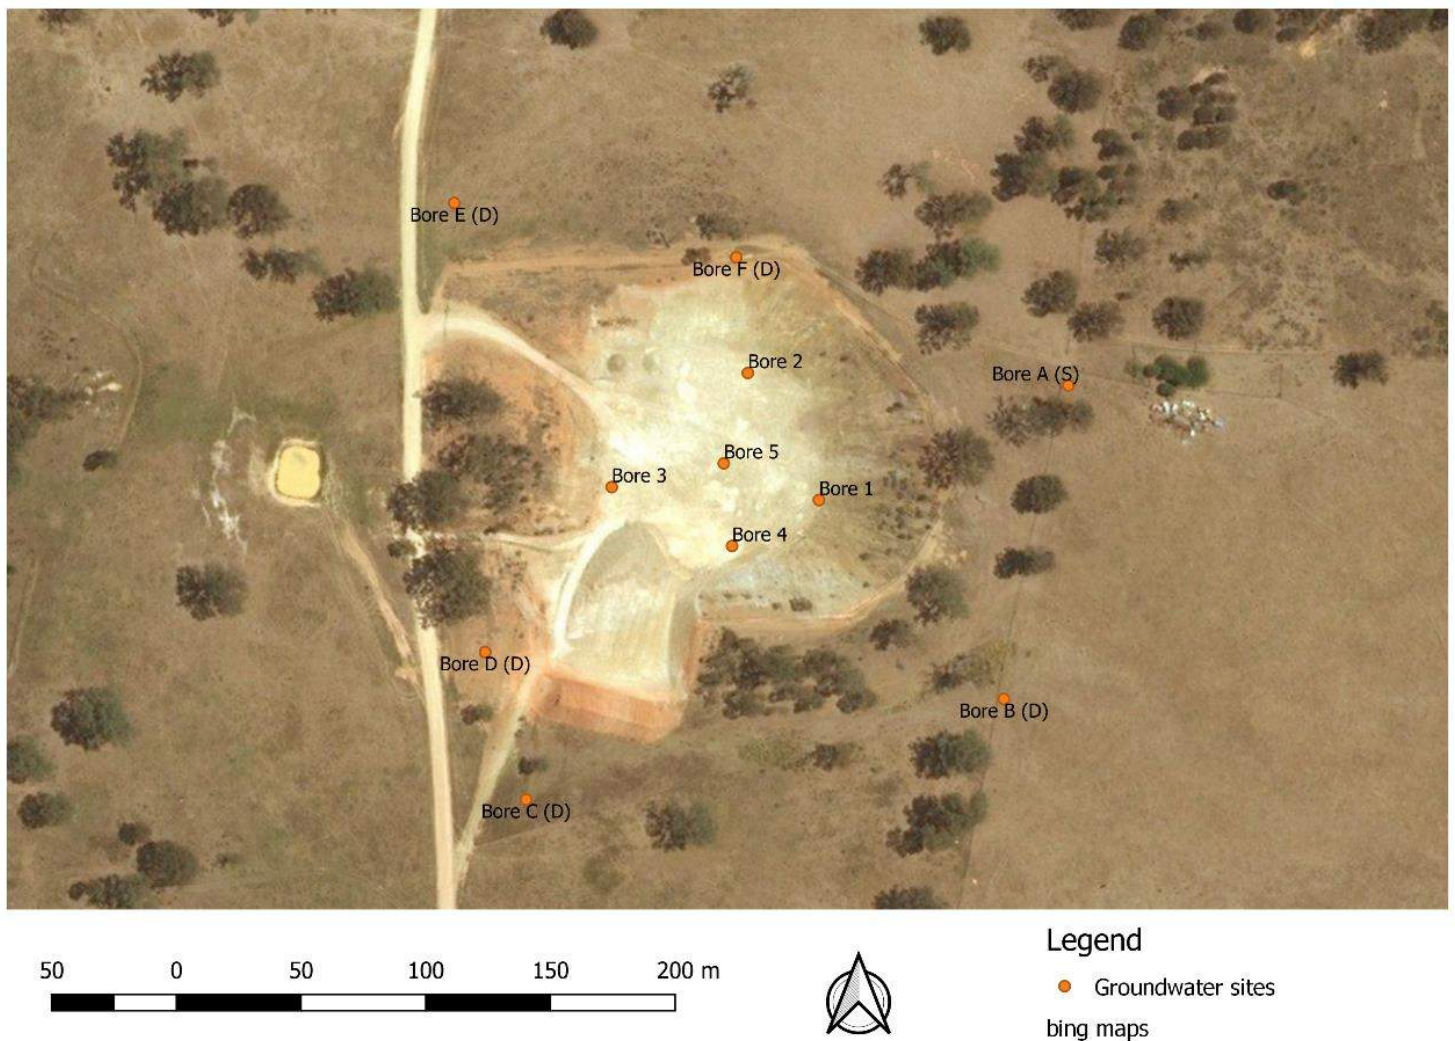 Bore E (D)
Bore F (D)
Bore 2
Bore A (S)
Bore 5
Bore 3
Bore 1
Bore 4
Bore D (D)
Bore B (D)
Bore C (D)
50 0 50 100 150 200 m
Legend
Groundwater sites
bing maps